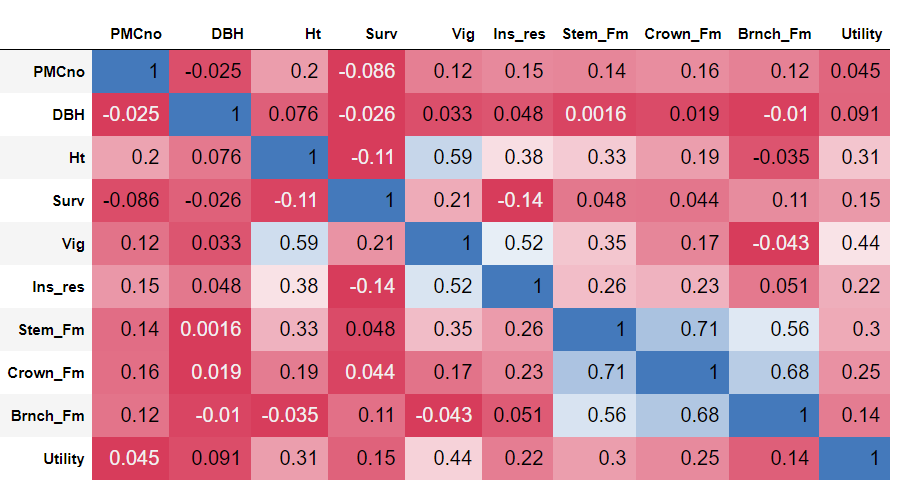 PMCno DBH Ht Surv Vig Ins_res Stem_Fm Crown_Fm Brnch_Fm Utility
PMCno 1 -0.025 0.2 -0.086 0.12 0.15 0.14 0.16 0.12 0.045
DBH -0.025 1 0.076 -0.026 0.033 0.048 0.0016 0.019 -0.01 0.091
Ht 0.2 0.076 1 -0.11 0.59 0.38 0.33 0.19 -0.035 0.31
Surv -0.086 -0.026 -0.11 1 0.21 -0.14 0.048 0.044 0.11 0.15
Vig 0.12 0.033 0.59 0.21 1 0.52 0.35 0.17 -0.043 0.44
Ins_res 0.15 0.048 0.38 -0.14 0.52 1 0.26 0.23 0.051 0.22
Stem_Fm 0.14 0.0016 0.33 0.048 0.35 0.26 1 0.71 0.56 0.3
Crown_Fm 0.16 0.019 0.19 0.044 0.17 0.23 0.71 1 0.68 0.25
Brnch_Fm 0.12 -0.01 -0.035 0.11 -0.043 0.051 0.56 0.68 1 0.14
Utility 0.045 0.091 0.31 0.15 0.44 0.22 0.3 0.25 0.14 1